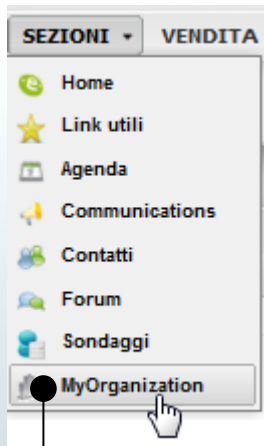 SEZIONI VENDITA
Home
Link utili
Agenda
Communications
Contatti
Forum
Sondaggi
MyOrganization